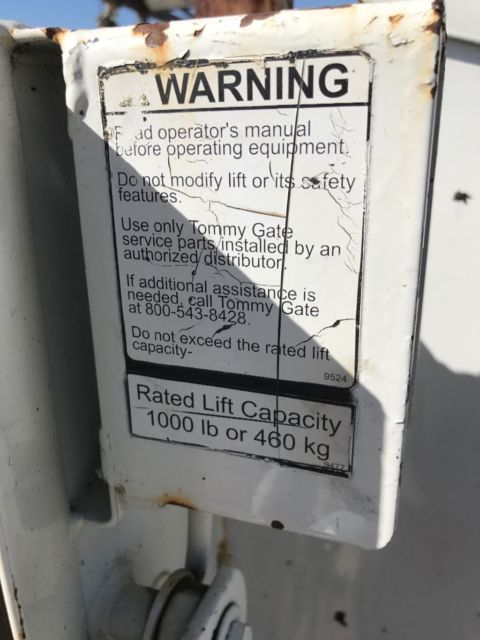 WARNING
Read operator's manual
before operating equipment.
Do not modify lift or its safety
features.
Use only Tommy Gate
service parts installed by an
authorized distributor.
If additional assistance is
needed, call Tommy Gate
at 800-543-8428.
Do not exceed the rated lift
capacity-
9524
Rated Lift Capacity
1000 lb or 460 kg
9477